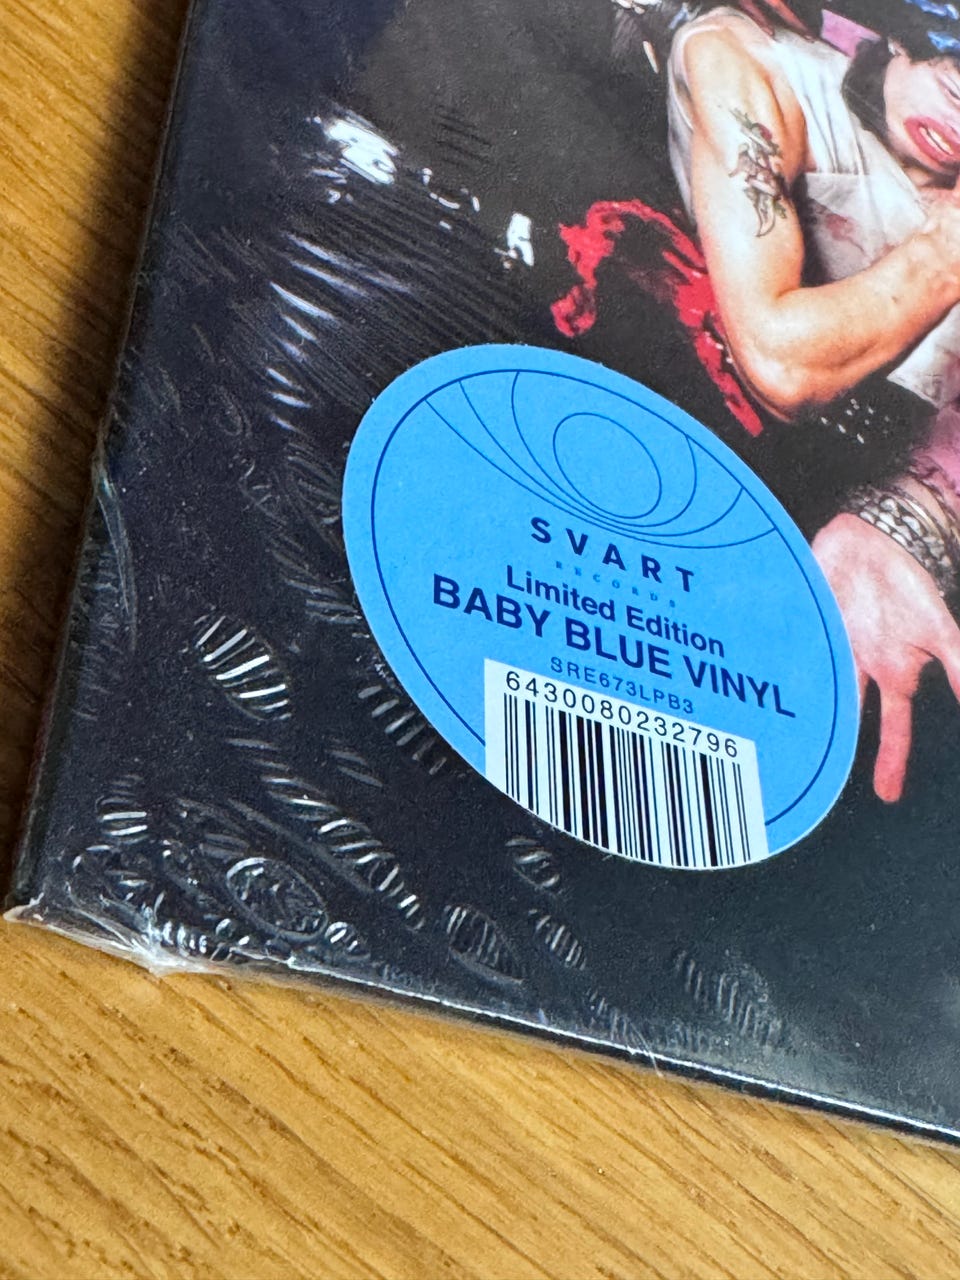 SVART
RECORDS
Limited Edition
BABY BLUE VINYL
SRE673LPB3
6430080232796